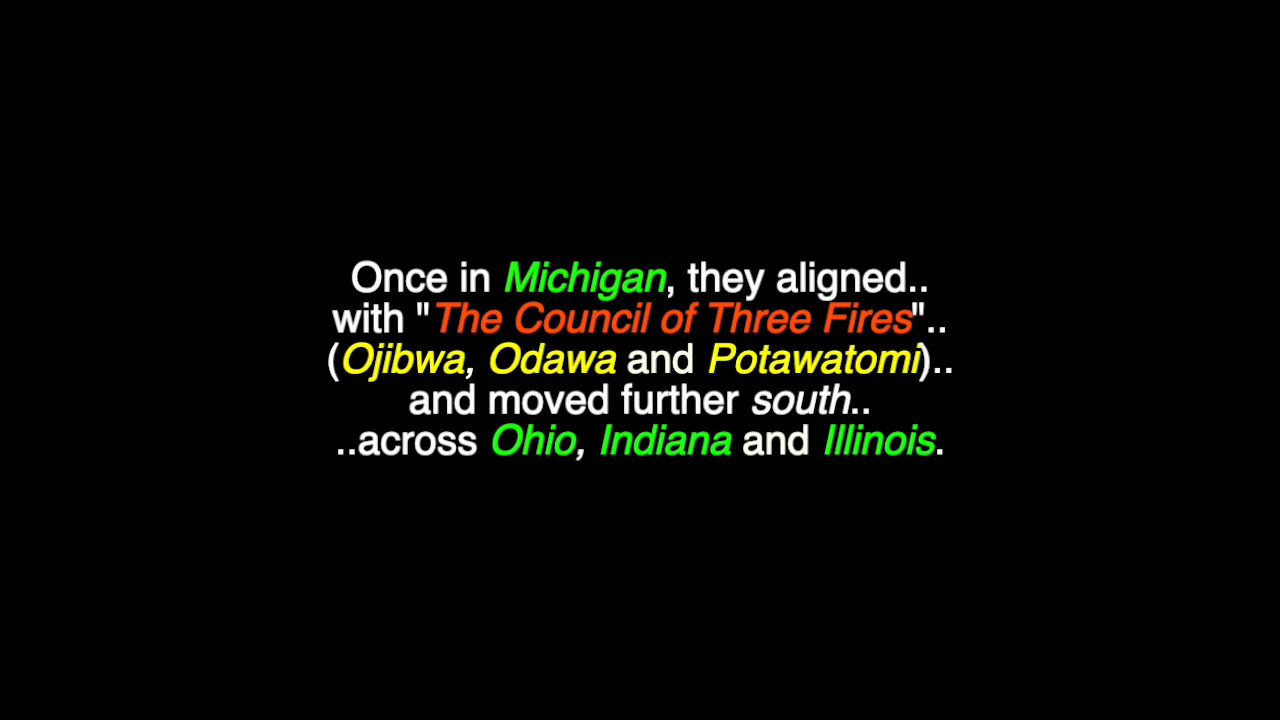 Once in Michigan, they aligned..
with "The Council of Three Fires"..
(Ojibwa, Odawa and Potawatomi)..
and moved further south..
..across Ohio, Indiana and Illinois.